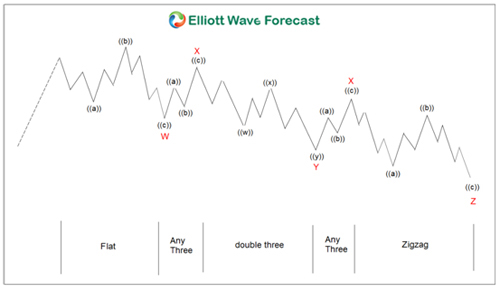 Elliott Wave Forecast
((b))
X
((c))
X
((a))
((x))
((c))
((b))
((a))
((a))
((b))
((c))
W
((w))
((b))
((y))
Y
((a))
((c))
Z
Flat
Any
Three
double three
Any
Three
Zigzag